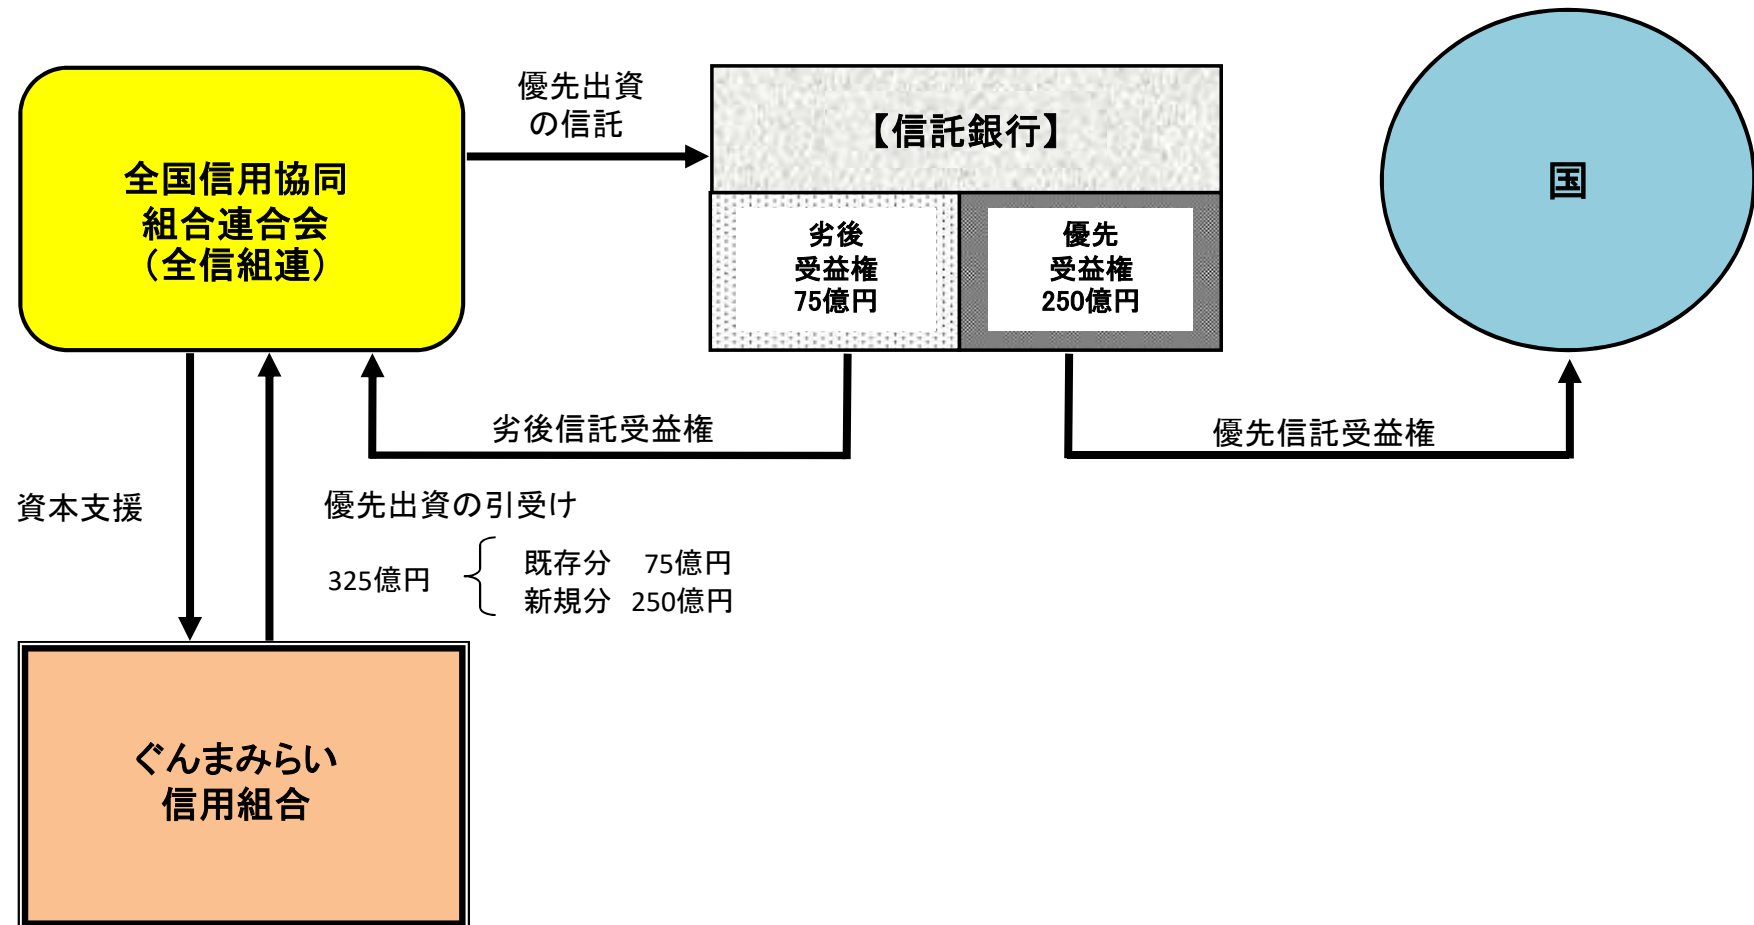 全国信用協同
組合連合会
（全信組連）
優先出資
の信託
【信託銀行】
劣後
受益権
75億円
優先
受益権
250億円
国
劣後信託受益権
優先信託受益権
資本支援
優先出資の引受け
325億円
既存分 75億円
新規分 250億円
ぐんまみらい
信用組合